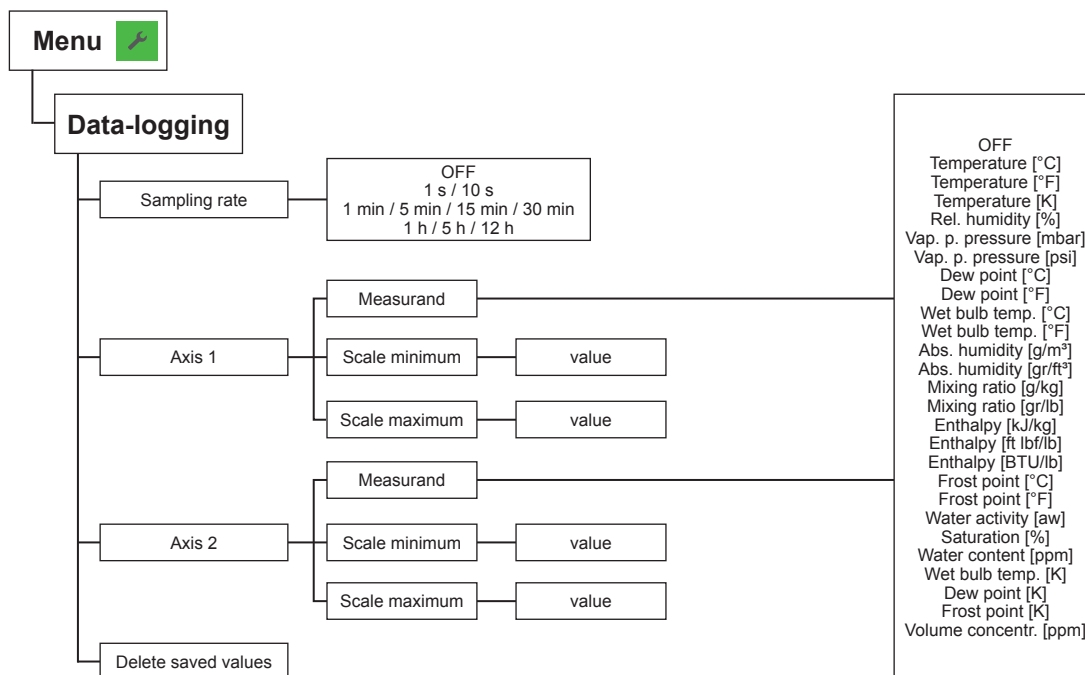 Menu
Data-logging
Sampling rate
OFF
1 s / 10 s
1 min / 5 min / 15 min / 30 min
1 h / 5 h / 12 h
Axis 1
Measurand
Scale minimum
value
Scale maximum
value
Axis 2
Measurand
Scale minimum
value
Scale maximum
value
Delete saved values
OFF
Temperature [°C]
Temperature [°F]
Temperature [K]
Rel. humidity [%]
Vap. p. pressure [mbar]
Vap. p. pressure [psi]
Dew point [°C]
Dew point [°F]
Wet bulb temp. [°C]
Wet bulb temp. [°F]
Abs. humidity [g/m³]
Abs. humidity [gr/ft³]
Mixing ratio [g/kg]
Mixing ratio [gr/lb]
Enthalpy [kJ/kg]
Enthalpy [ft lbf/lb]
Enthalpy [BTU/lb]
Frost point [°C]
Frost point [°F]
Water activity [aw]
Saturation [%]
Water content [ppm]
Wet bulb temp. [K]
Dew point [K]
Frost point [K]
Volume concentr. [ppm]